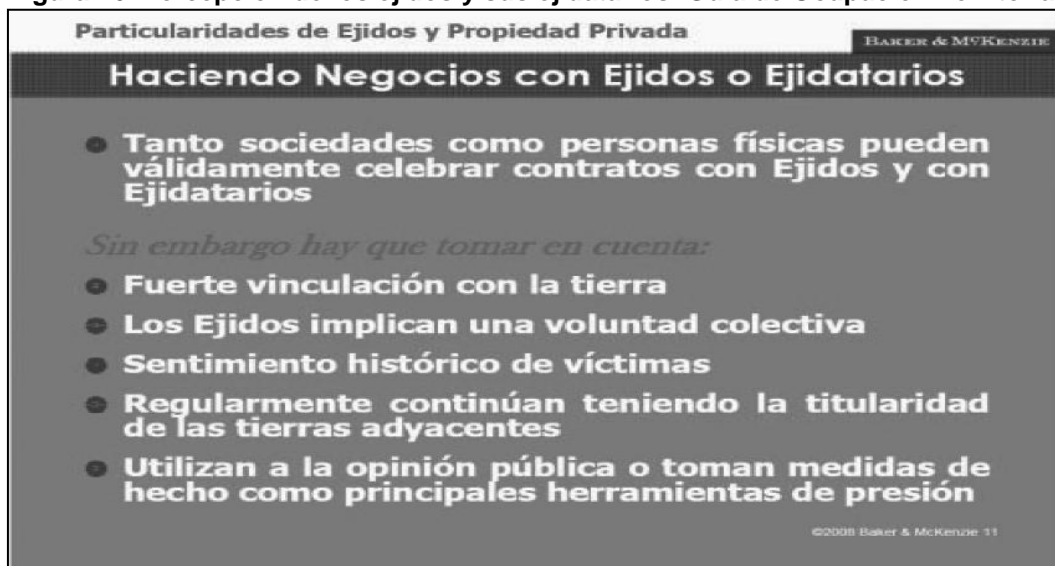 Particularidades de Ejidos y Propiedad Privada
BAKER & MCKENZIE
Haciendo Negocios con Ejidos o Ejidatarios
Tanto sociedades como personas físicas pueden
válidamente celebrar contratos con Ejidos y con
Ejidatarios
Sin embargo hay que tomar en cuenta:
Fuerte vinculación con la tierra
Los Ejidos implican una voluntad colectiva
Sentimiento histórico de víctimas
Regularmente continúan teniendo la titularidad
de las tierras adyacentes
Utilizan a la opinión pública o toman medidas de
hecho como principales herramientas de presión
©2008 Baker & McKenzie 11